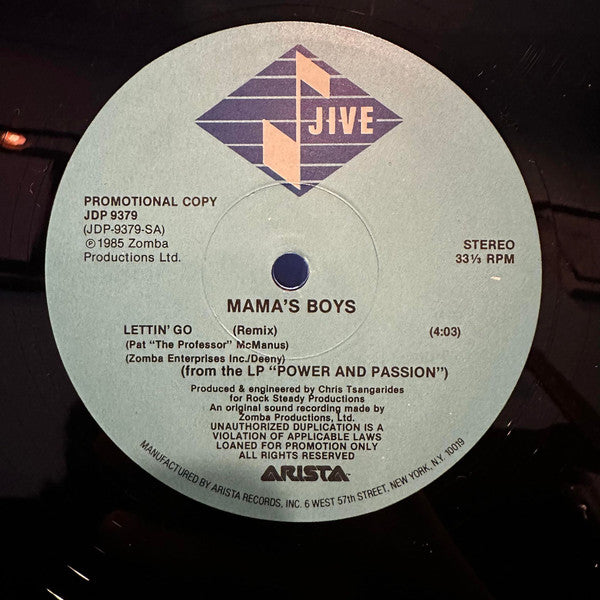 JIVE
PROMOTIONAL COPY
JDP 9379
(JDP-9379-SA)
℗ 1985 Zomba
Productions Ltd.
STEREO
33⅓ RPM
MAMA'S BOYS
LETTIN' GO (Remix) (4:03)
(Pat "The Professor" McManus)
(Zomba Enterprises Inc./Deeny)
(from the LP "POWER AND PASSION")
Produced & engineered by Chris Tsangarides
for Rock Steady Productions
An original sound recording made by
Zomba Productions, Ltd.
UNAUTHORIZED DUPLICATION IS A
VIOLATION OF APPLICABLE LAWS
LOANED FOR PROMOTION ONLY
ALL RIGHTS RESERVED
ARISTA
MANUFACTURED BY ARISTA RECORDS, INC. 6 WEST 57th STREET, NEW YORK, N.Y. 10019